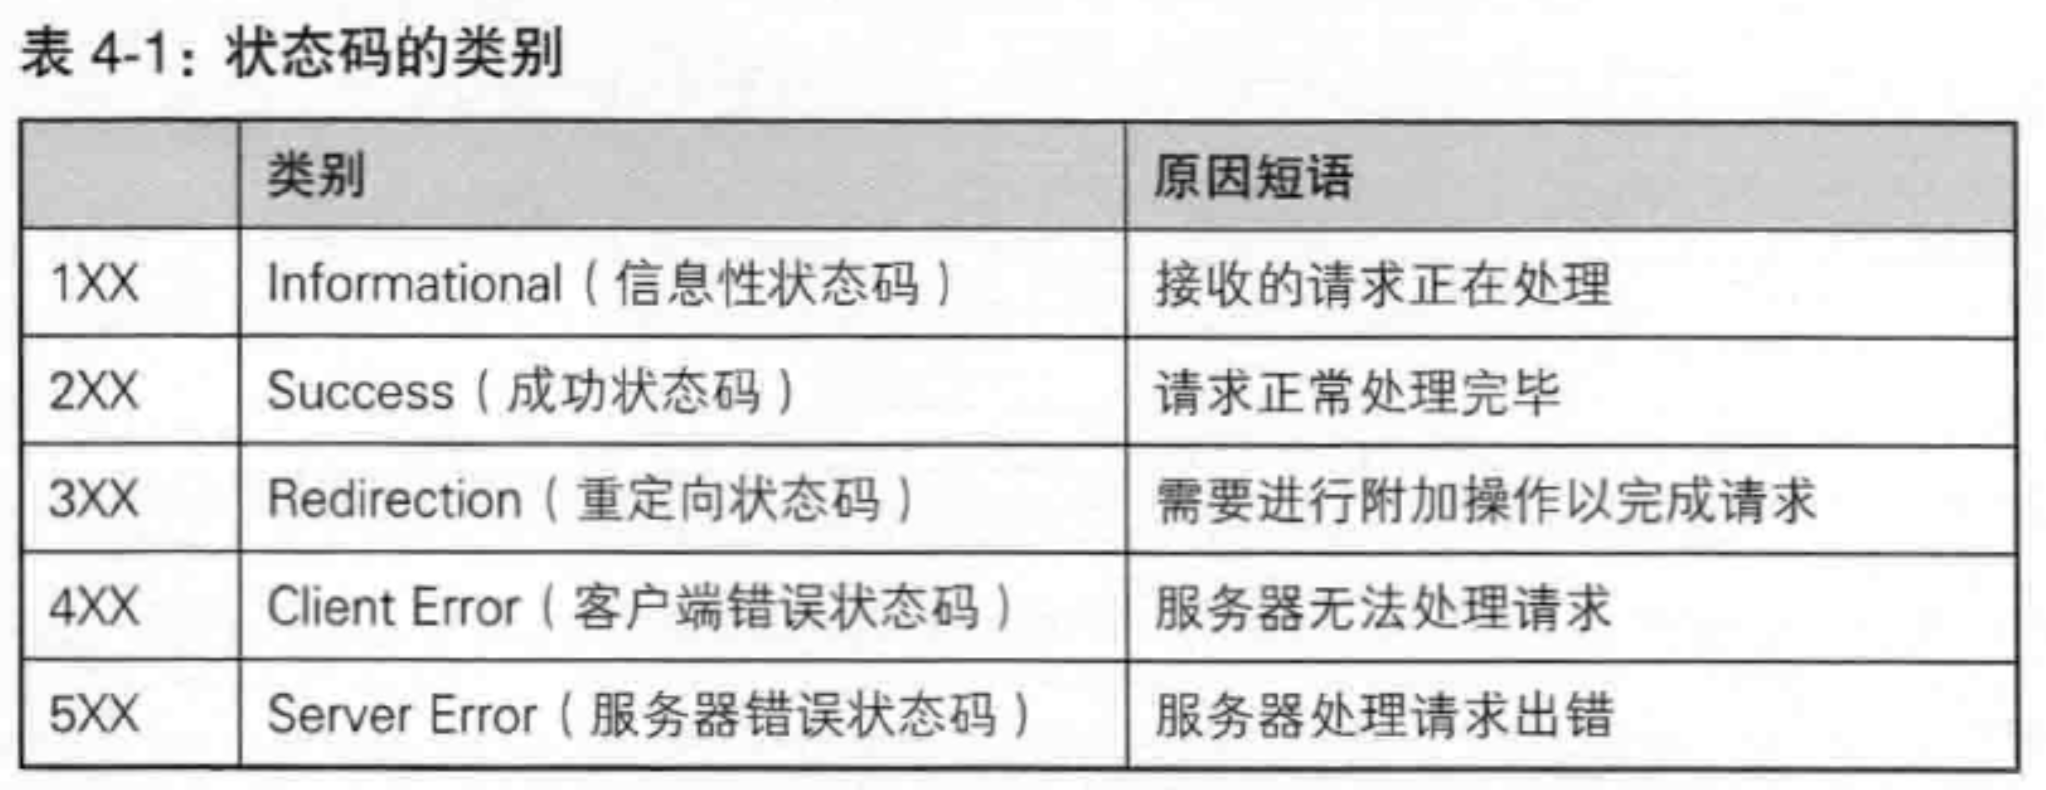 表 4-1：状态码的类别
类别 原因短语
1XX Informational（信息性状态码） 接收的请求正在处理
2XX Success（成功状态码） 请求正常处理完毕
3XX Redirection（重定向状态码） 需要进行附加操作以完成请求
4XX Client Error（客户端错误状态码） 服务器无法处理请求
5XX Server Error（服务器错误状态码） 服务器处理请求出错